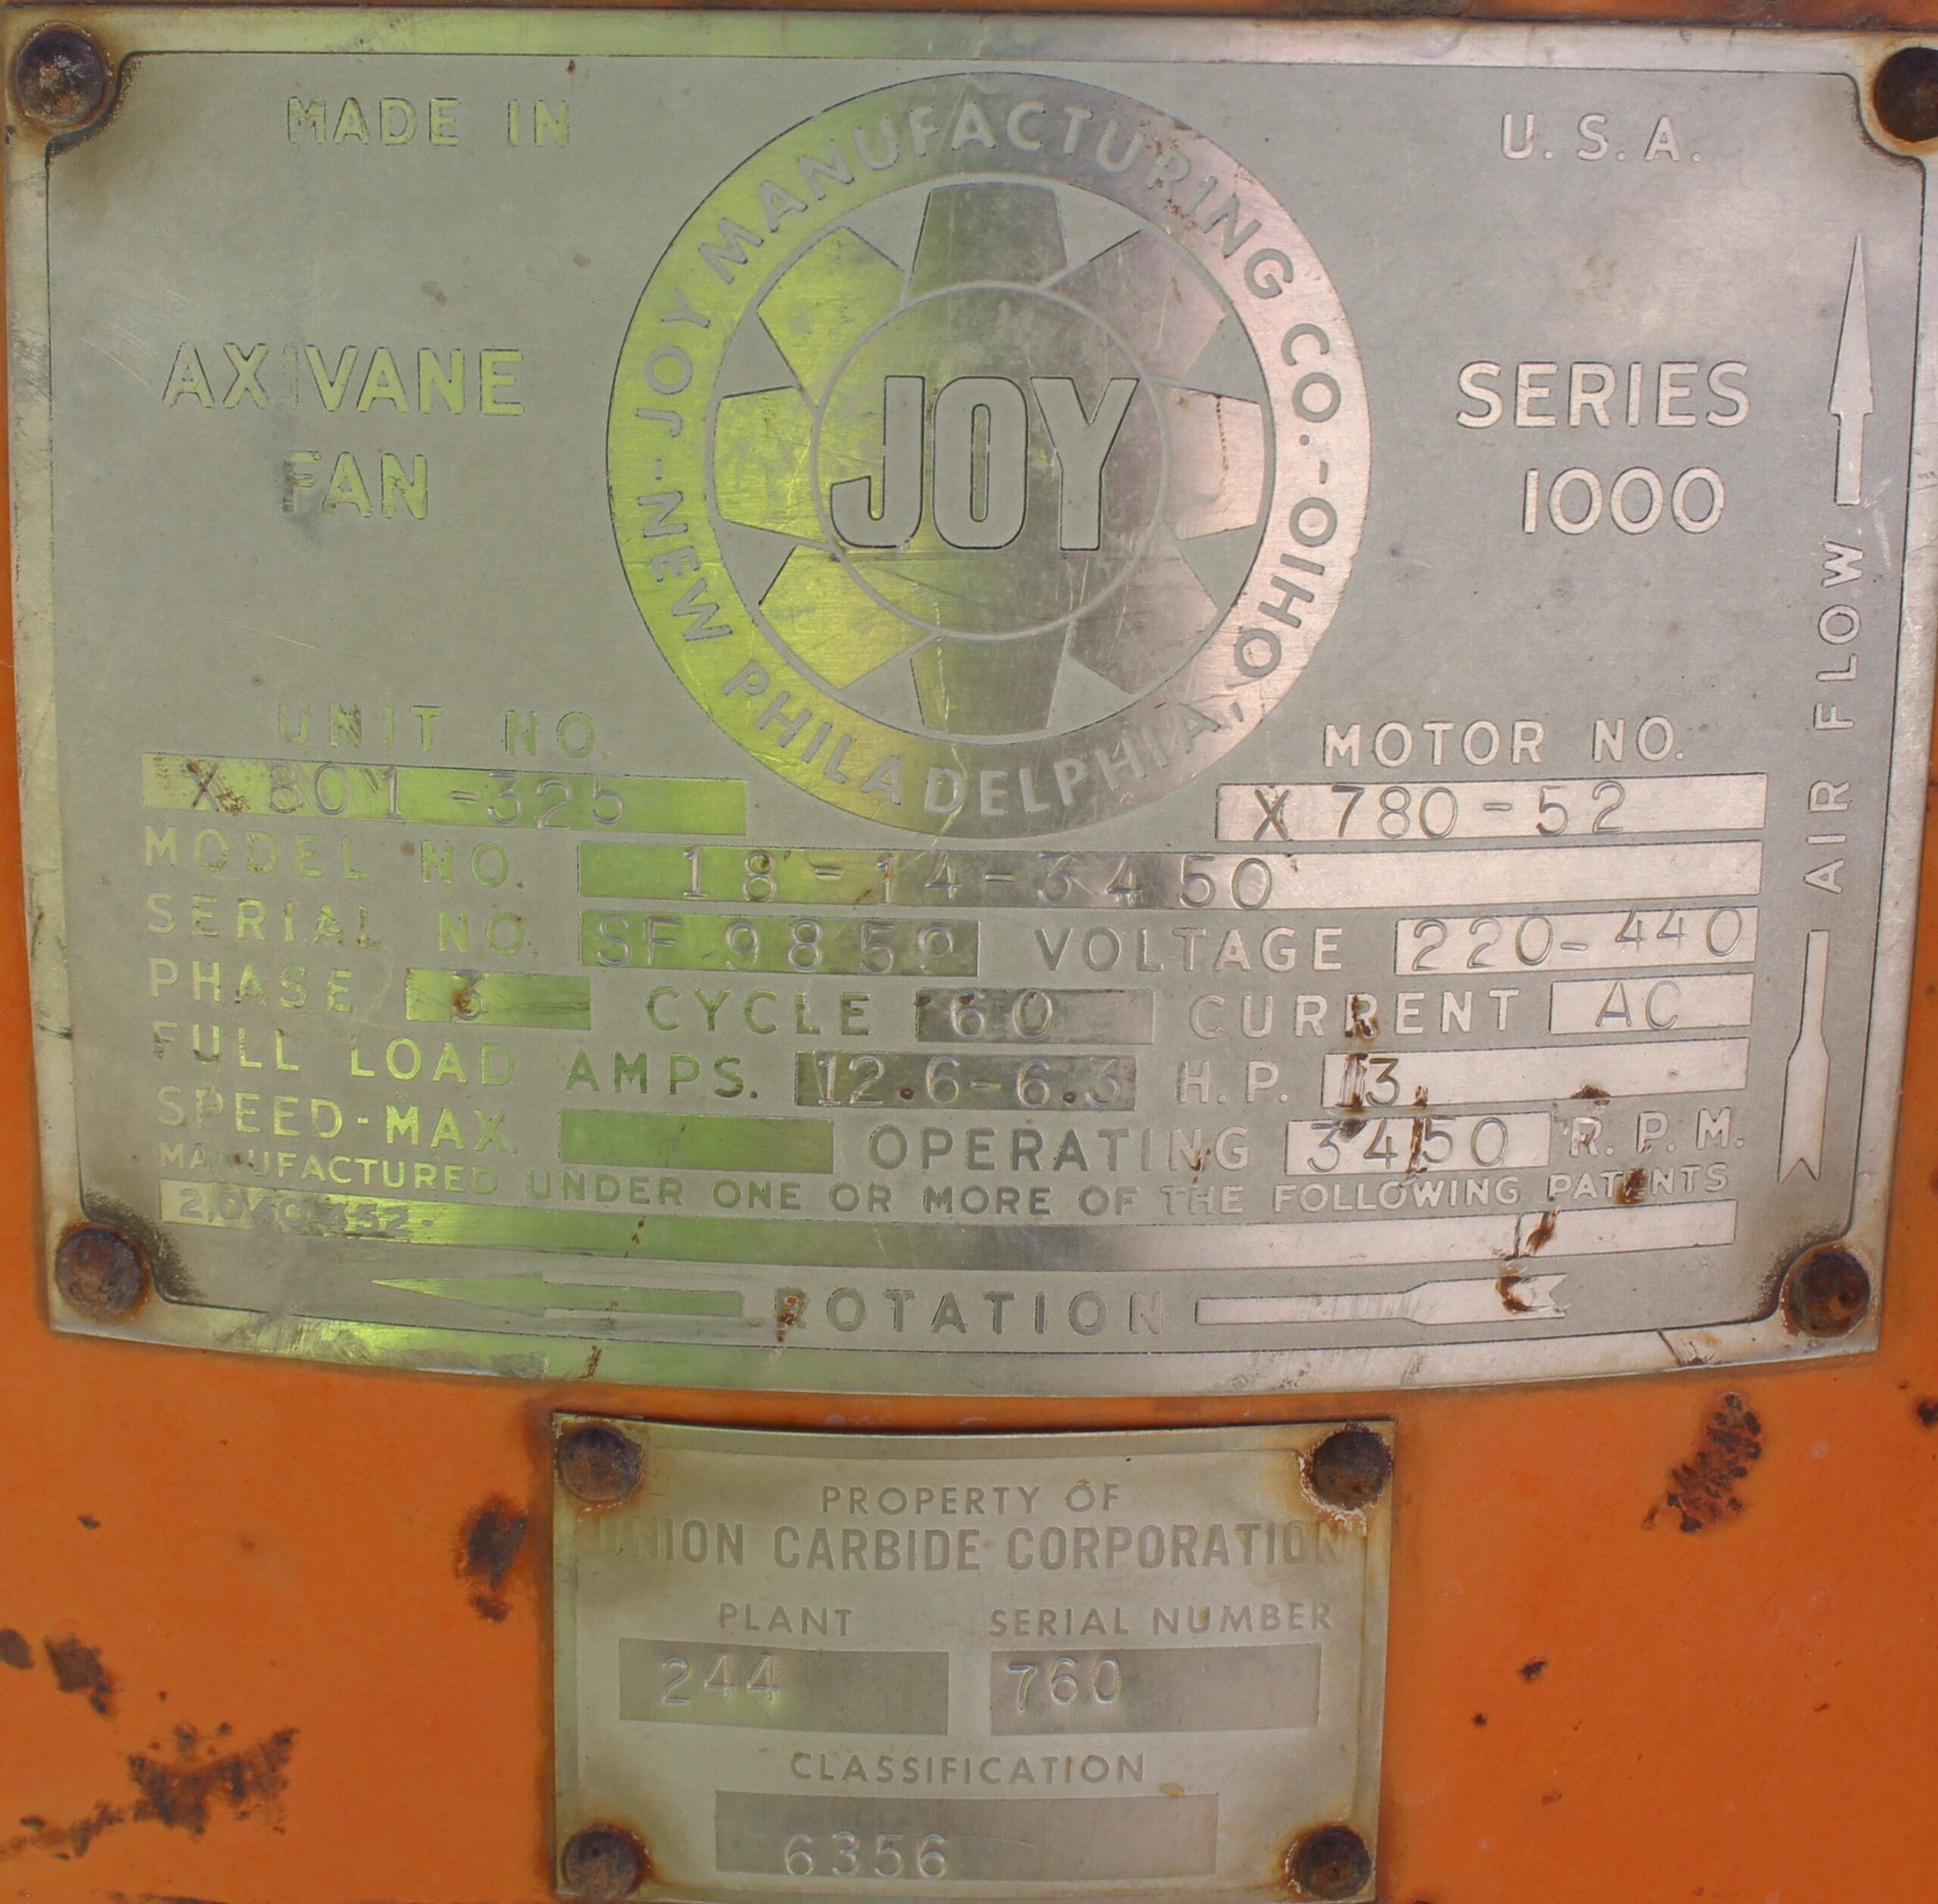 MADE IN U.S.A.
JOY MANUFACTURING CO.-OHIO-
-NEW PHILADELPHIA, OHIO
JOY
AXIVANE
FAN
SERIES
1000
AIR FLOW
UNIT NO. MOTOR NO.
X 801-325 X 780-52
MODEL NO. 18-14-3450
SERIAL NO. SF 9859 VOLTAGE 220-440
PHASE 3 CYCLE 60 CURRENT AC
FULL LOAD AMPS. 12.6-6.3 H.P. 13.
SPEED-MAX. OPERATING 3450 R.P.M.
MANUFACTURED UNDER ONE OR MORE OF THE FOLLOWING PATENTS
ROTATION
PROPERTY OF
UNION CARBIDE CORPORATION
PLANT SERIAL NUMBER
244 760
CLASSIFICATION
6356